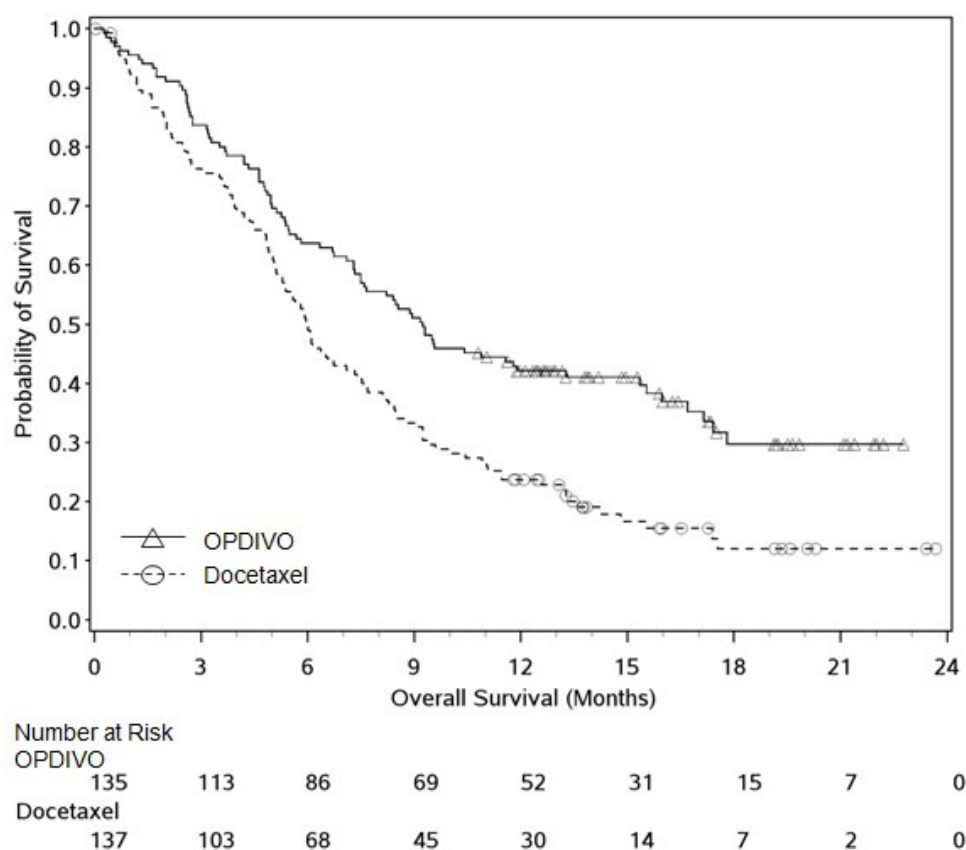 1.0
0.9
0.8
0.7
0.6
0.5
0.4
0.3
0.2
0.1
0.0
Probability of Survival
OPDIVO
Docetaxel
0 3 6 9 12 15 18 21 24
Overall Survival (Months)
Number at Risk
OPDIVO
135 113 86 69 52 31 15 7 0
Docetaxel
137 103 68 45 30 14 7 2 0